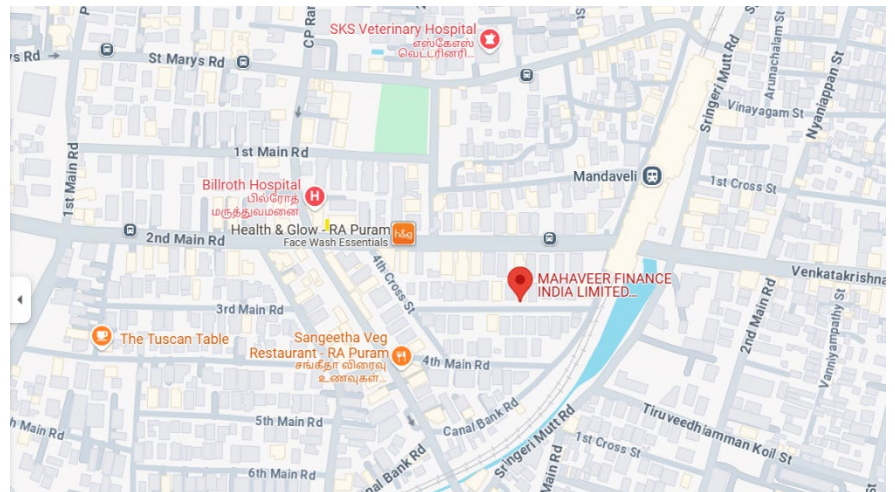 SKS Veterinary Hospital
எஸ்கேஎஸ்
வெட்டரினரி...
CP Ram
St Marys Rd
ys Rd
Sringeri Mutt Rd
Arunachalam St
Nyaniappan St
Vinayagam St
1st Main Rd
1st Main Rd
Mandaveli
1st Cross St
Billroth Hospital
பில்ரோத்
மருத்துவமனை
Health & Glow - RA Puram
Face Wash Essentials
h&g
2nd Main Rd
4th Cross St
Venkatakrishna
MAHAVEER FINANCE
INDIA LIMITED...
3rd Main Rd
The Tuscan Table
Sangeetha Veg
Restaurant - RA Puram
சங்கீதா விரைவு
உணவுகள்...
4th Main Rd
2nd Main Rd
Vanniyampathy St
5th Main Rd
Canal Bank Rd
Sringeri Mutt Rd
Tiruveedhiamman Koil St
1st Cross St
h Main Rd
6th Main Rd
nal Bank Rd